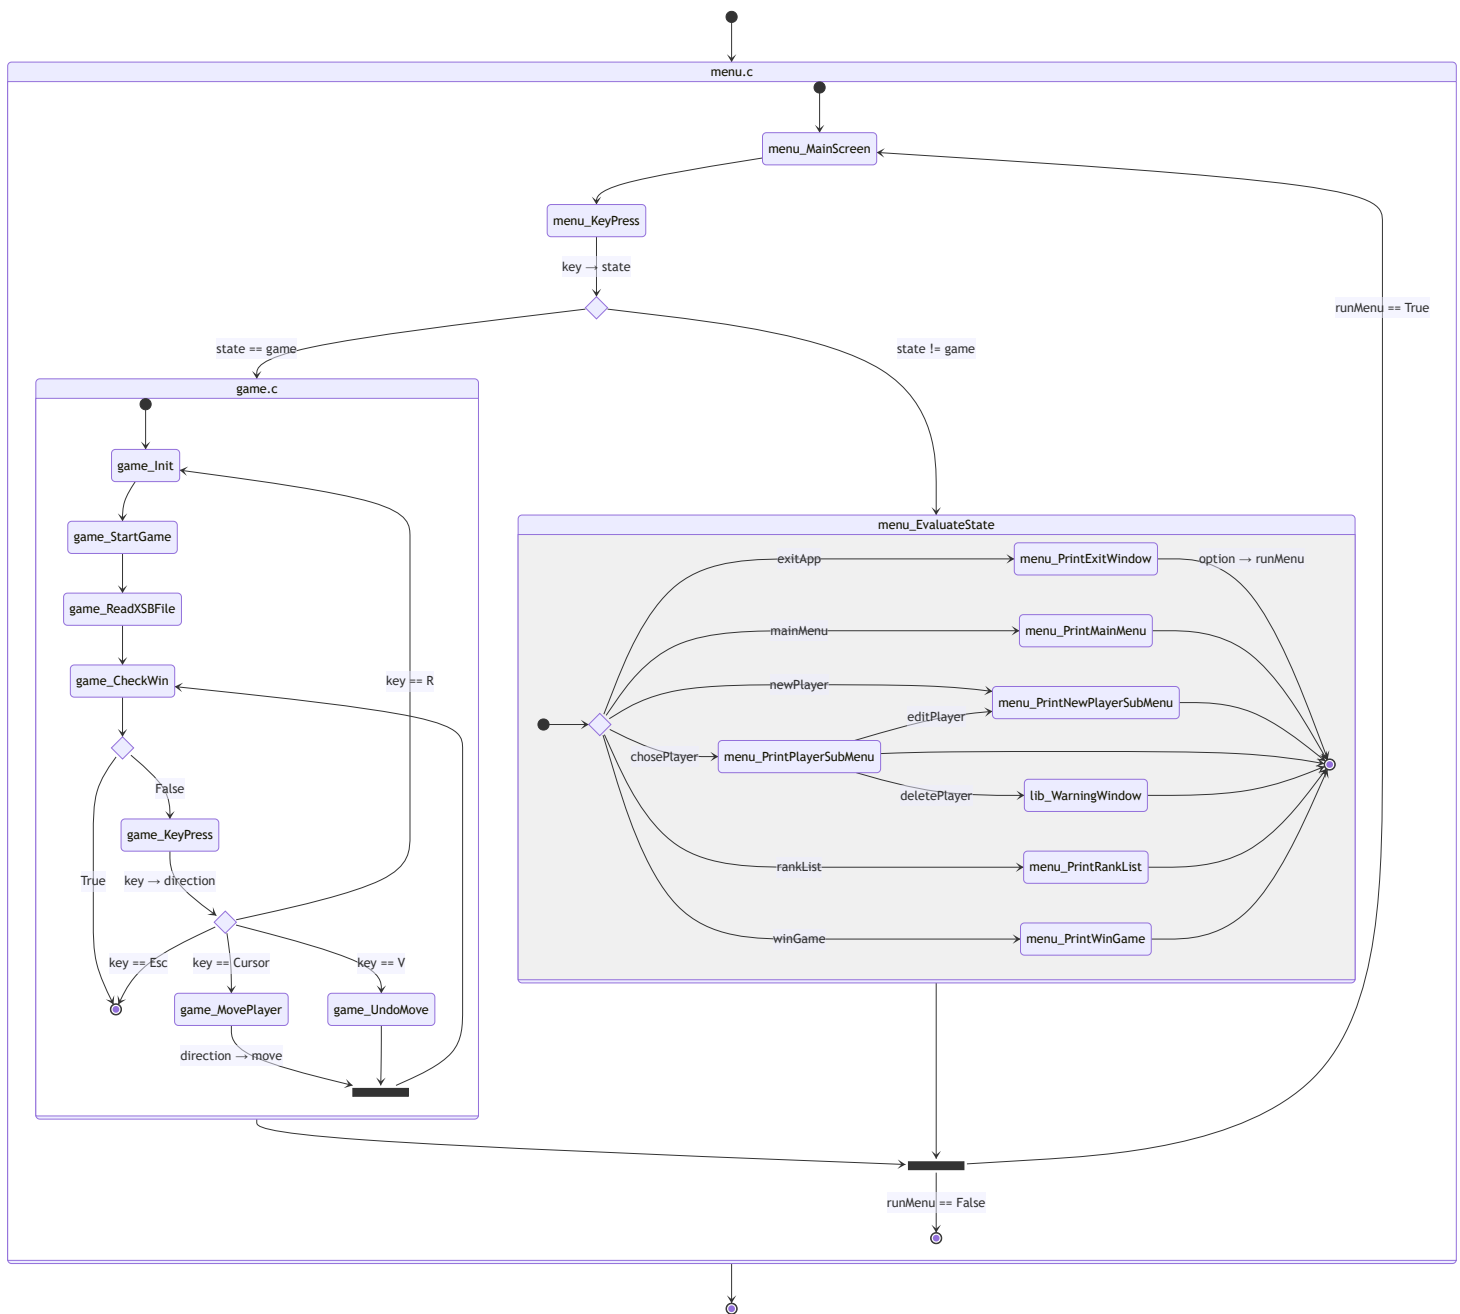 menu.c
menu_MainScreen
menu_KeyPress
key → state
runMenu == True
state == game
state != game
game.c
game_Init
game_StartGame
game_ReadXSBFile
game_CheckWin
key == R
False
game_KeyPress
True
key → direction
key == Esc
key == Cursor
key == V
game_MovePlayer
game_UndoMove
direction → move
menu_EvaluateState
exitApp
menu_PrintExitWindow
option → runMenu
mainMenu
menu_PrintMainMenu
newPlayer
menu_PrintNewPlayerSubMenu
editPlayer
chosePlayer
menu_PrintPlayerSubMenu
deletePlayer
lib_WarningWindow
rankList
menu_PrintRankList
winGame
menu_PrintWinGame
runMenu == False